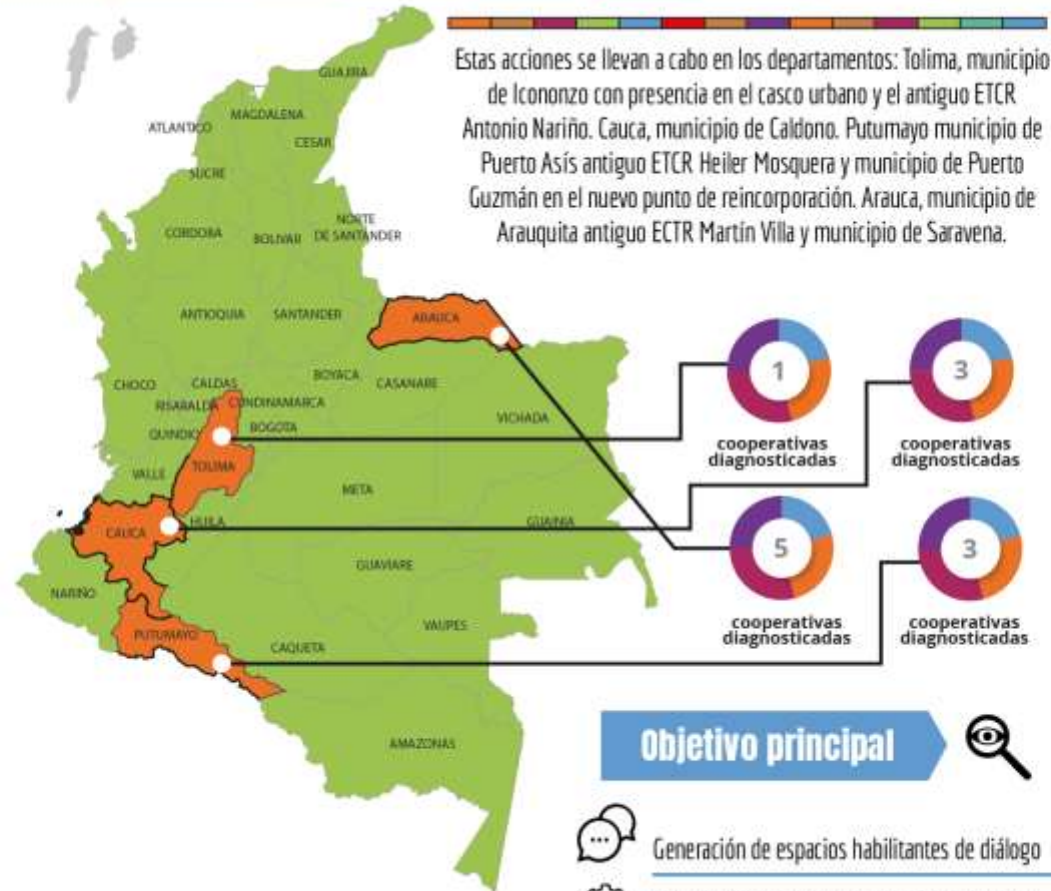 Estas acciones se llevan a cabo en los departamentos: Tolima, municipio
de Icononzo con presencia en el casco urbano y el antiguo ETCR
Antonio Nariño. Cauca, municipio de Caldono. Putumayo municipio de
Puerto Asís antiguo ETCR Heiler Mosquera y municipio de Puerto
Guzmán en el nuevo punto de reincorporación. Arauca, municipio de
Arauquita antiguo ECTR Martín Villa y municipio de Saravena.
GUAJIRA
MAGDALENA
ATLANTICO
CESAR
SUCRE
NORTE
DE SANTANDER
CORDOBA
BOLIVAR
ANTIOQUIA
SANTANDER
ARAUCA
BOYACA
CHOCO
CALDAS
CASANARE
RISARALDA
CUNDINAMARCA
VICHADA
QUINDIO
BOGOTA
VALLE
TOLIMA
META
CAUCA
HUILA
GUAINIA
GUAVIARE
NARIÑO
VAUPES
PUTUMAYO
CAQUETA
AMAZONAS
1
cooperativas
diagnosticadas
3
cooperativas
diagnosticadas
5
cooperativas
diagnosticadas
3
cooperativas
diagnosticadas
Objetivo principal
Generación de espacios habilitantes de diálogo